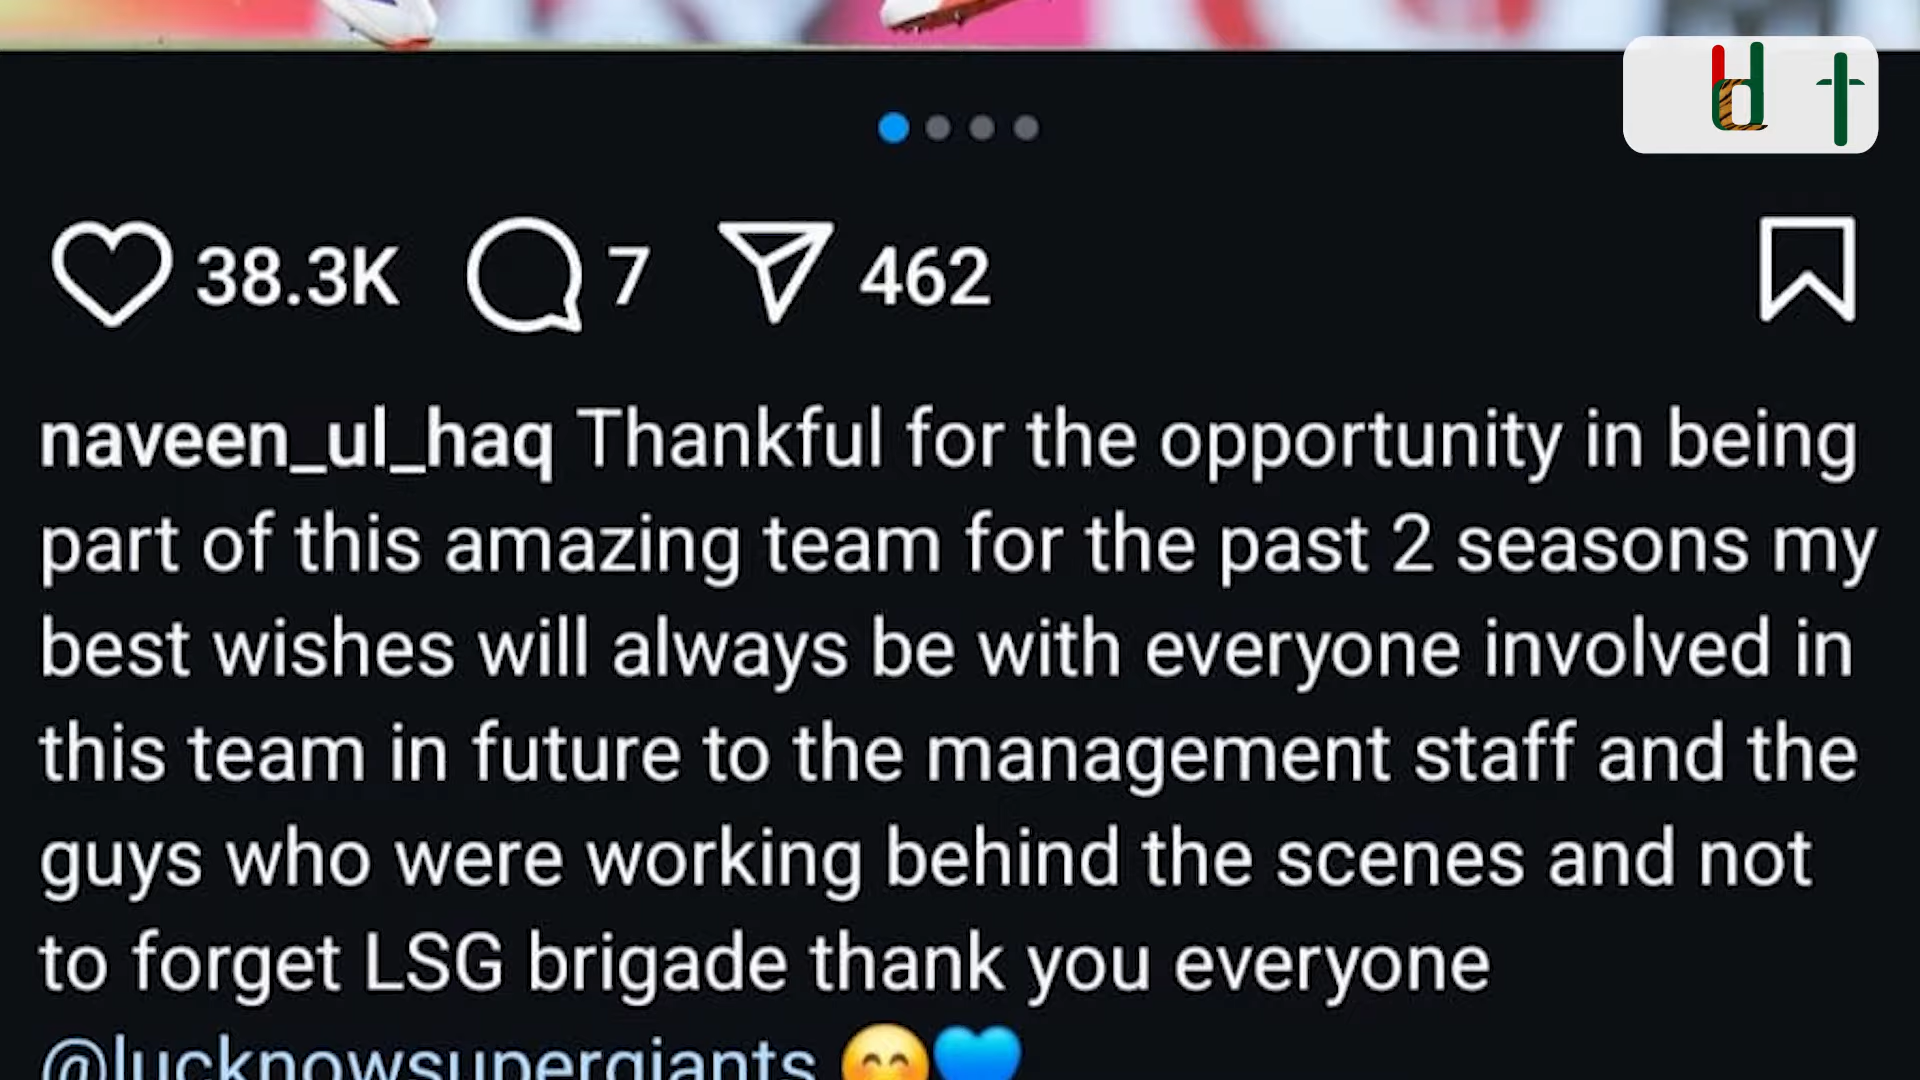 38.3K 7 462
naveen_ul_haq Thankful for the opportunity in being
part of this amazing team for the past 2 seasons my
best wishes will always be with everyone involved in
this team in future to the management staff and the
guys who were working behind the scenes and not
to forget LSG brigade thank you everyone
@lucknowsupergiants 😊💙